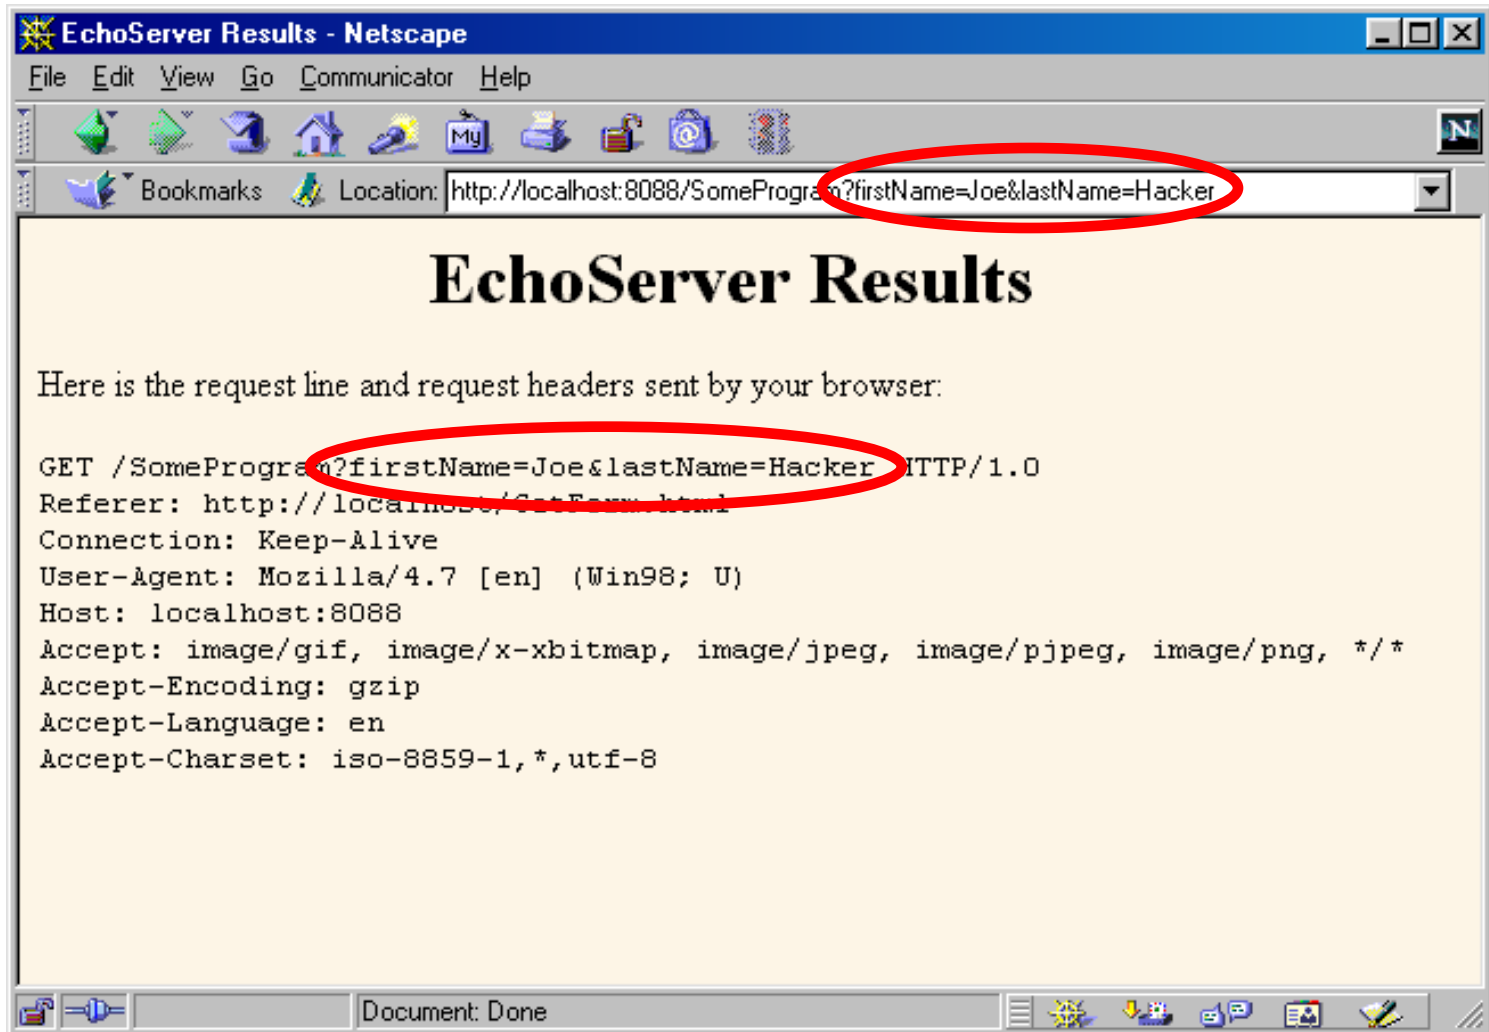 EchoServer Results - Netscape
File Edit View Go Communicator Help
My
N
Bookmarks Location: http://localhost:8088/SomeProgram?firstName=Joe&lastName=Hacker
EchoServer Results
Here is the request line and request headers sent by your browser:
GET /SomeProgram?firstName=Joe&lastName=Hacker HTTP/1.0
Referer: http://localhost/GetForm.html
Connection: Keep-Alive
User-Agent: Mozilla/4.7 [en] (Win98; U)
Host: localhost:8088
Accept: image/gif, image/x-xbitmap, image/jpeg, image/pjpeg, image/png, */*
Accept-Encoding: gzip
Accept-Language: en
Accept-Charset: iso-8859-1,*,utf-8
Document: Done